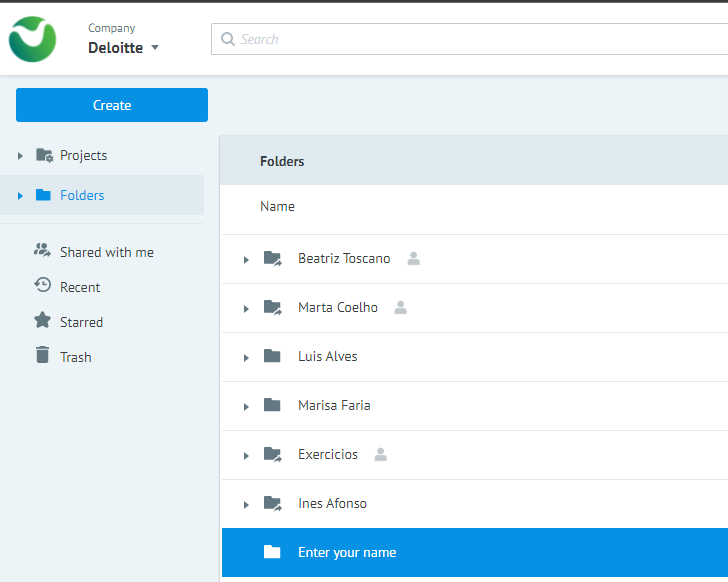 Company
Deloitte
Search
Create
Projects
Folders
Shared with me
Recent
Starred
Trash
Folders
Name
Beatriz Toscano
Marta Coelho
Luis Alves
Marisa Faria
Exercicios
Ines Afonso
Enter your name